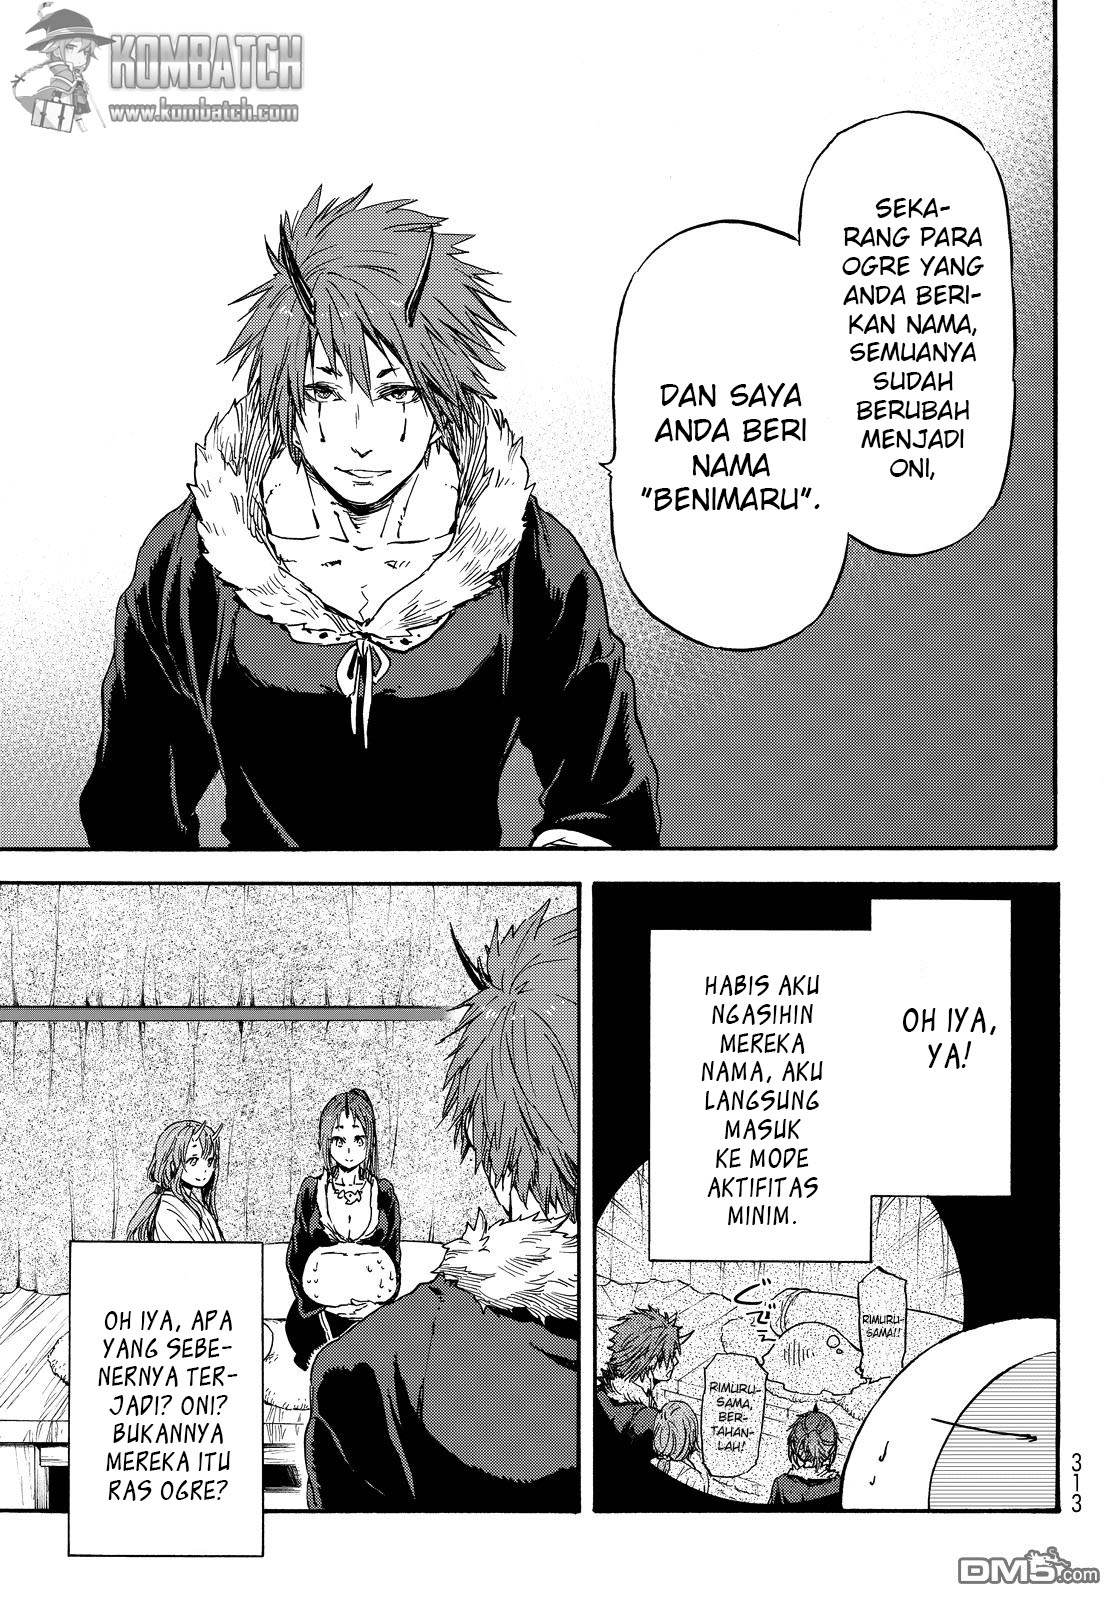 KOMBATCH
www.kombatch.com
SEKA-
RANG PARA
OGRE YANG
ANDA BERI-
KAN NAMA,
SEMUANYA
SUDAH
BERUBAH
MENJADI
ONI,
DAN SAYA
ANDA BERI
NAMA
"BENIMARU".
OH IYA,
YA!
HABIS AKU
NGASIHIN
MEREKA
NAMA, AKU
LANGSUNG
MASUK
KE MODE
AKTIFITAS
MINIM.
RIMURU-
SAMA!!
RIMURU-
SAMA,
BER-
TAHAN-
LAH!
OH IYA, APA
YANG SEBE-
NERNYA TER-
JADI? ONI?
BUKANNYA
MEREKA ITU
RAS OGRE?
313
DM5.com